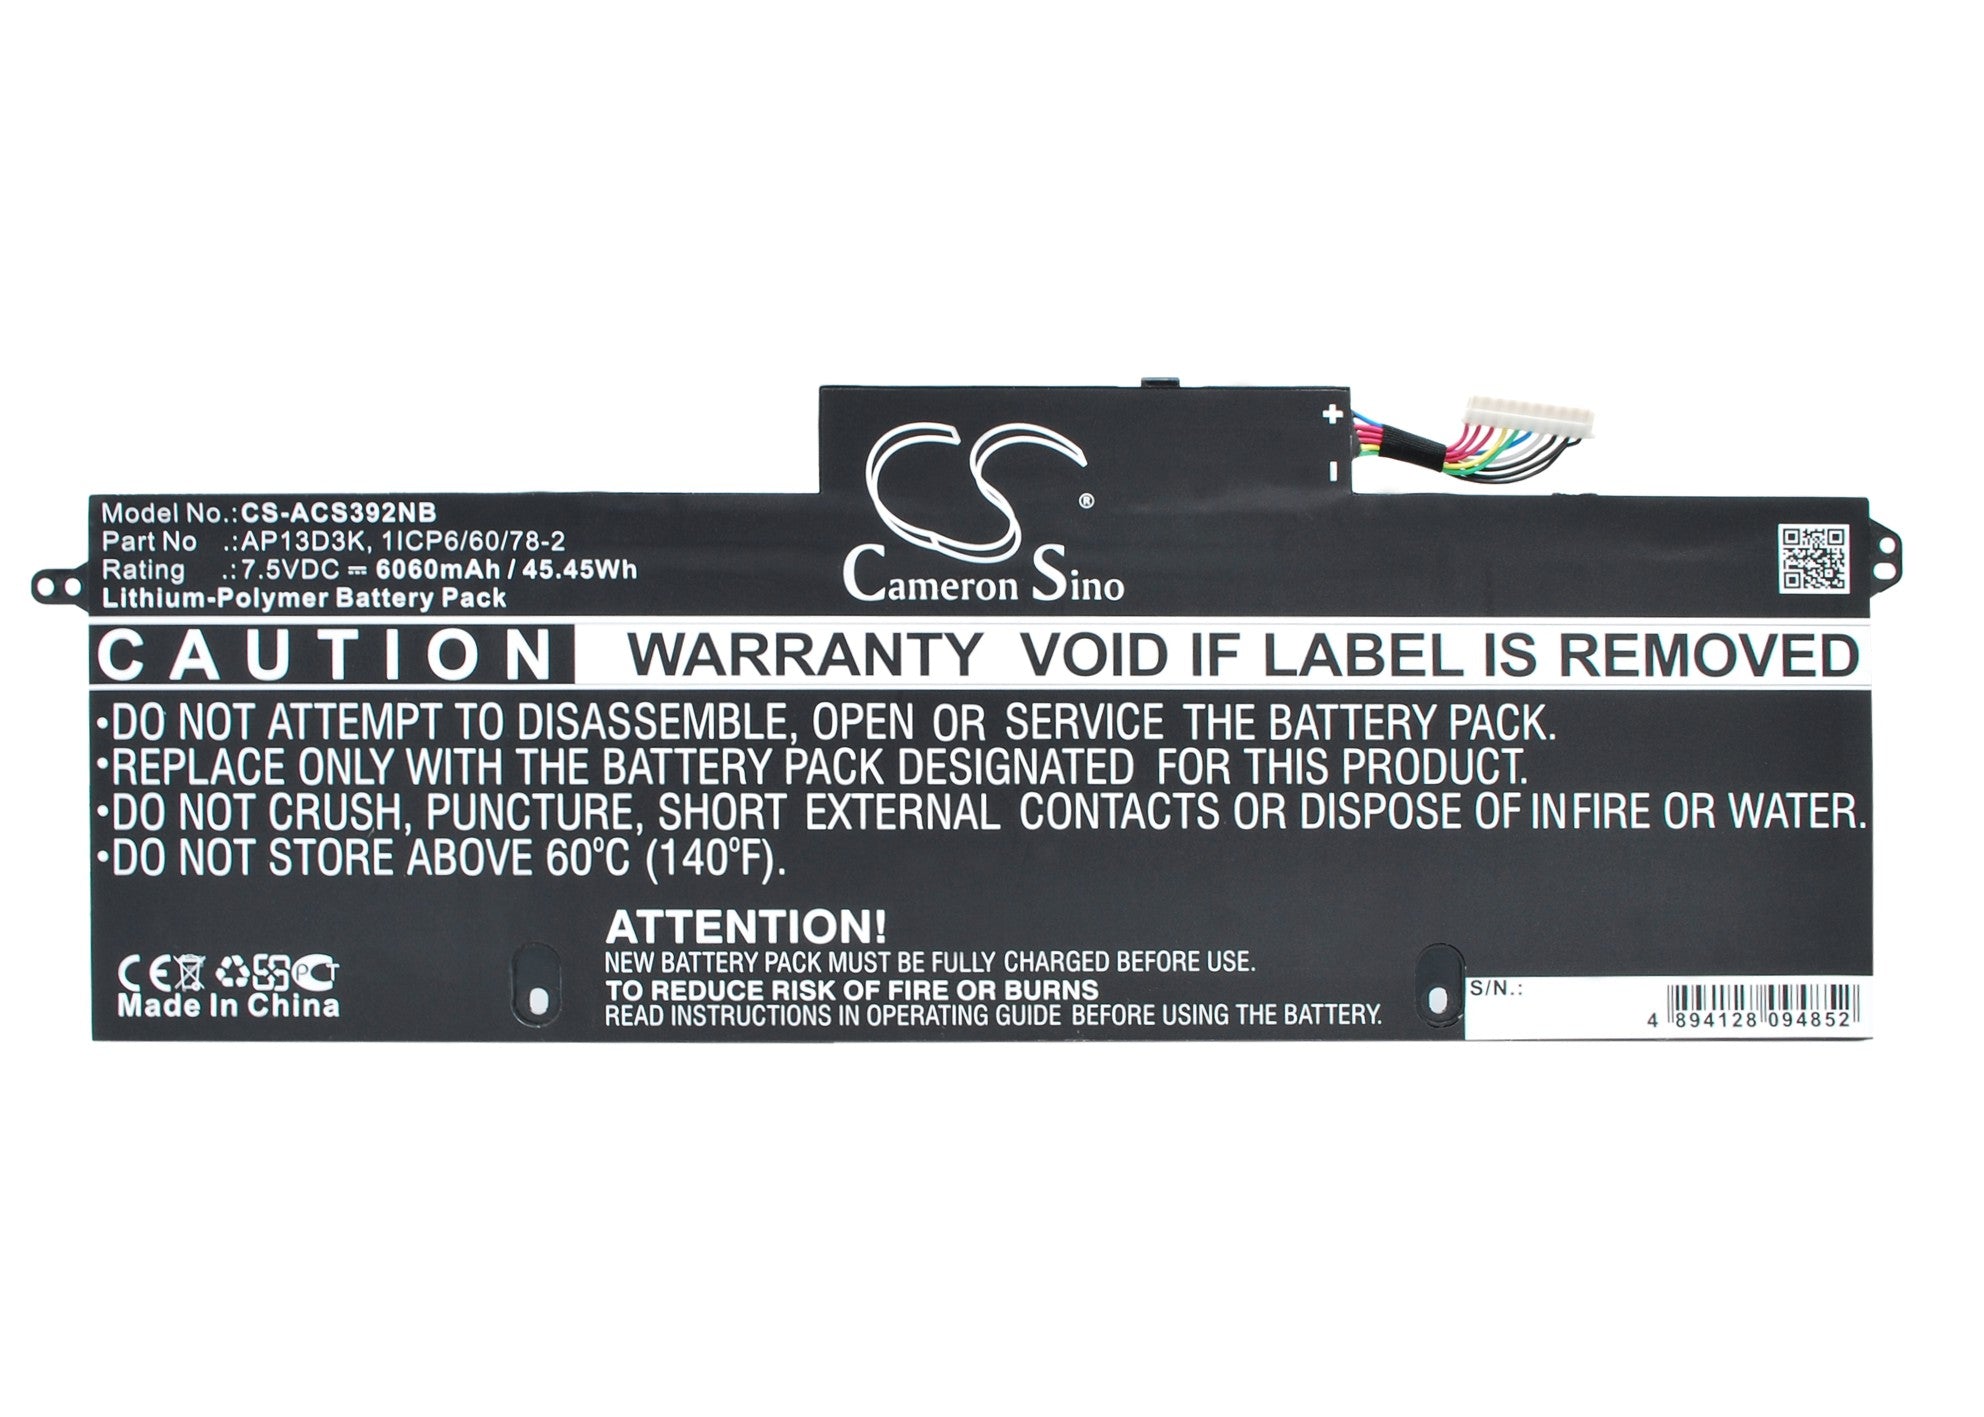 CS®
Cameron Sino
+
-
Model No.:CS-ACS392NB
Part No .:AP13D3K, 1ICP6/60/78-2
Rating .:7.5VDC ⎓ 6060mAh / 45.45Wh
Lithium-Polymer Battery Pack
CAUTION WARRANTY VOID IF LABEL IS REMOVED
•DO NOT ATTEMPT TO DISASSEMBLE, OPEN OR SERVICE THE BATTERY PACK.
•REPLACE ONLY WITH THE BATTERY PACK DESIGNATED FOR THIS PRODUCT.
•DO NOT CRUSH, PUNCTURE, SHORT EXTERNAL CONTACTS OR DISPOSE OF IN FIRE OR WATER.
•DO NOT STORE ABOVE 60°C (140°F).
ATTENTION!
NEW BATTERY PACK MUST BE FULLY CHARGED BEFORE USE.
TO REDUCE RISK OF FIRE OR BURNS
READ INSTRUCTIONS IN OPERATING GUIDE BEFORE USING THE BATTERY.
CE PCT
Made In China
S/N.:
4 894128 094852